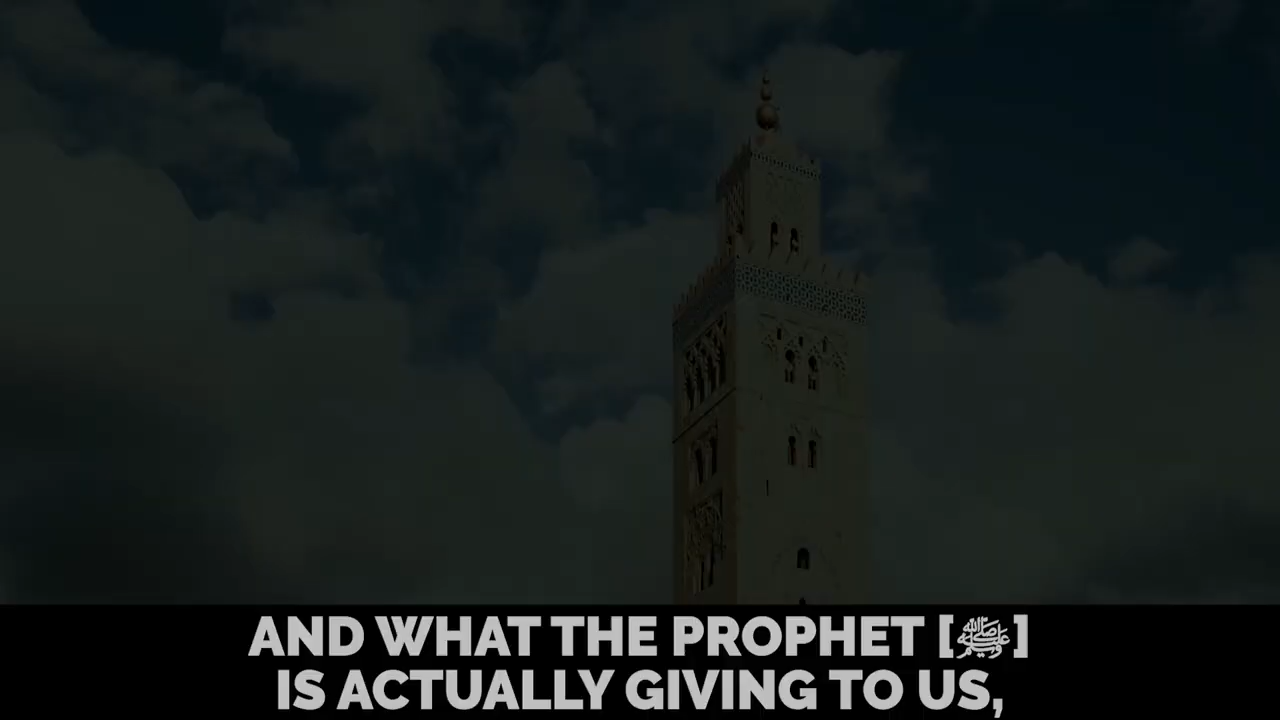 AND WHAT THE PROPHET [ﷺ]
IS ACTUALLY GIVING TO US,